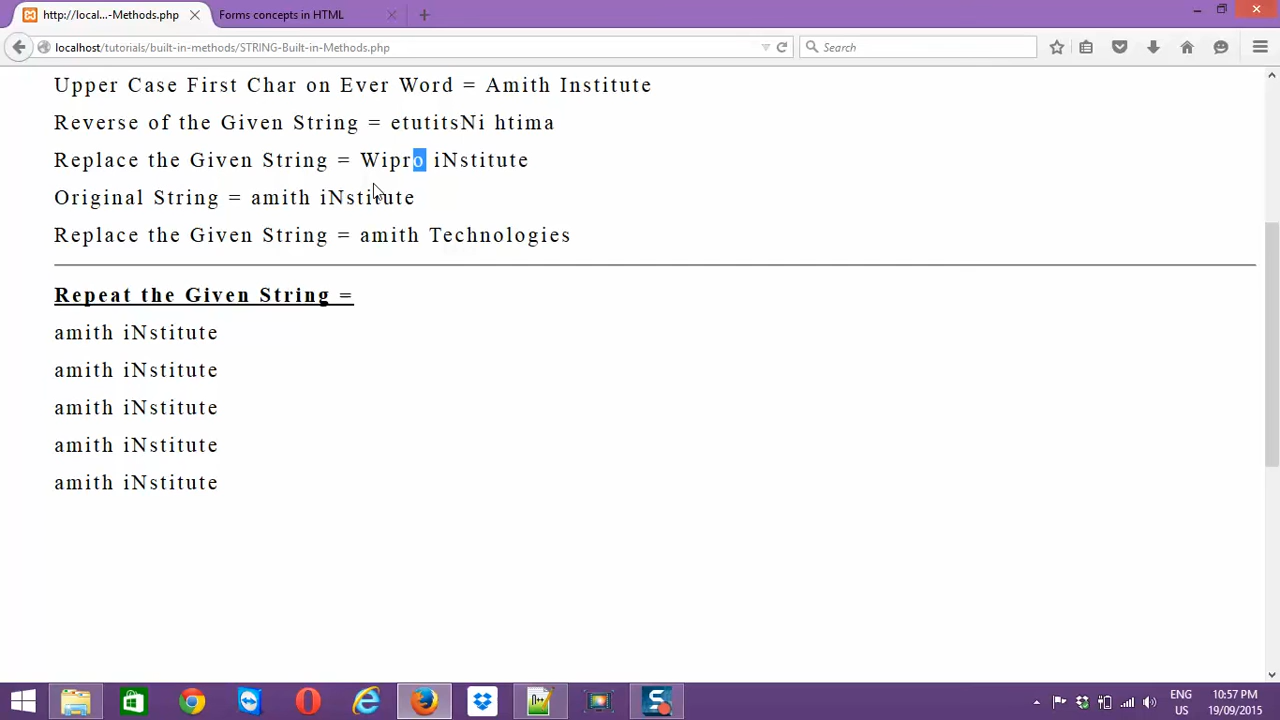 http://local...-Methods.php
Forms concepts in HTML
localhost/tutorials/built-in-methods/STRING-Built-in-Methods.php
Search
Upper Case First Char on Ever Word = Amith Institute
Reverse of the Given String = etutitsNi htima
Replace the Given String = Wipro iNstitute
Original String = amith iNstitute
Replace the Given String = amith Technologies
Repeat the Given String =
amith iNstitute
amith iNstitute
amith iNstitute
amith iNstitute
amith iNstitute
ENG
US
10:57 PM
19/09/2015